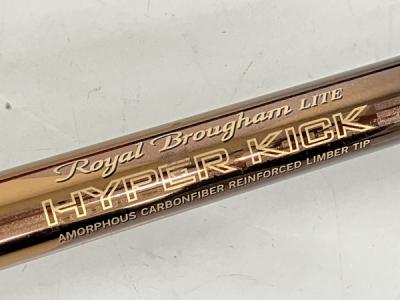 Royal Brougham LITE
HYPER KICK
AMORPHOUS CARBONFIBER REINFORCED LIMBER TIP